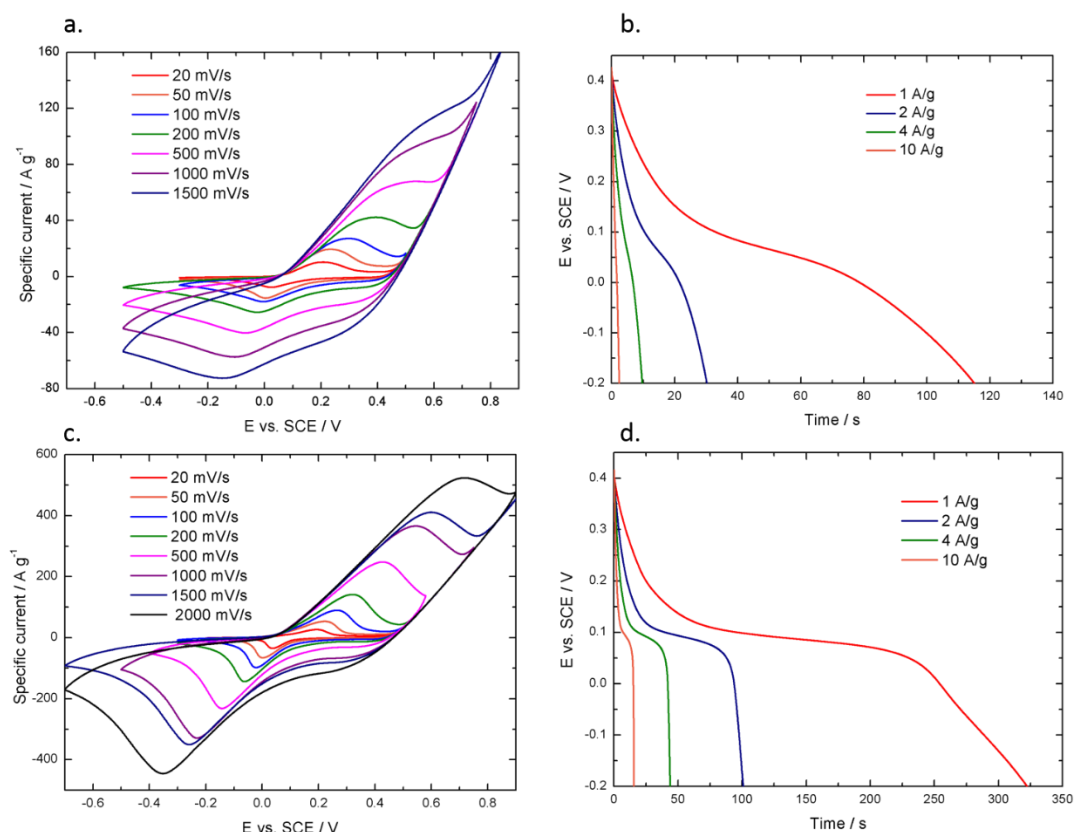 a.
160
120
80
40
0
-40
-80
Specific current / A g⁻¹
20 mV/s
50 mV/s
100 mV/s
200 mV/s
500 mV/s
1000 mV/s
1500 mV/s
-0.6 -0.4 -0.2 0.0 0.2 0.4 0.6 0.8
E vs. SCE / V
b.
0.4
0.3
0.2
0.1
0.0
-0.1
-0.2
E vs. SCE / V
1 A/g
2 A/g
4 A/g
10 A/g
0 20 40 60 80 100 120 140
Time / s
c.
600
400
200
0
-200
-400
Specific current / A g⁻¹
20 mV/s
50 mV/s
100 mV/s
200 mV/s
500 mV/s
1000 mV/s
1500 mV/s
2000 mV/s
-0.6 -0.4 -0.2 0.0 0.2 0.4 0.6 0.8
E vs. SCE / V
d.
0.4
0.3
0.2
0.1
0.0
-0.1
-0.2
E vs. SCE / V
1 A/g
2 A/g
4 A/g
10 A/g
0 50 100 150 200 250 300 350
Time / s